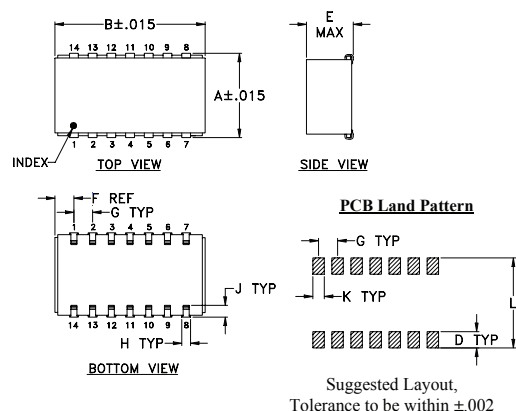 B±.015
E
MAX
14 13 12 11 10 9 8
A±.015
INDEX
1 2 3 4 5 6 7
TOP VIEW
SIDE VIEW
F REF
G TYP
1 2 3 4 5 6 7
J TYP
14 13 12 11 10 9 8
H TYP
BOTTOM VIEW
PCB Land Pattern
G TYP
K TYP
L
D TYP
Suggested Layout,
Tolerance to be within ±.002